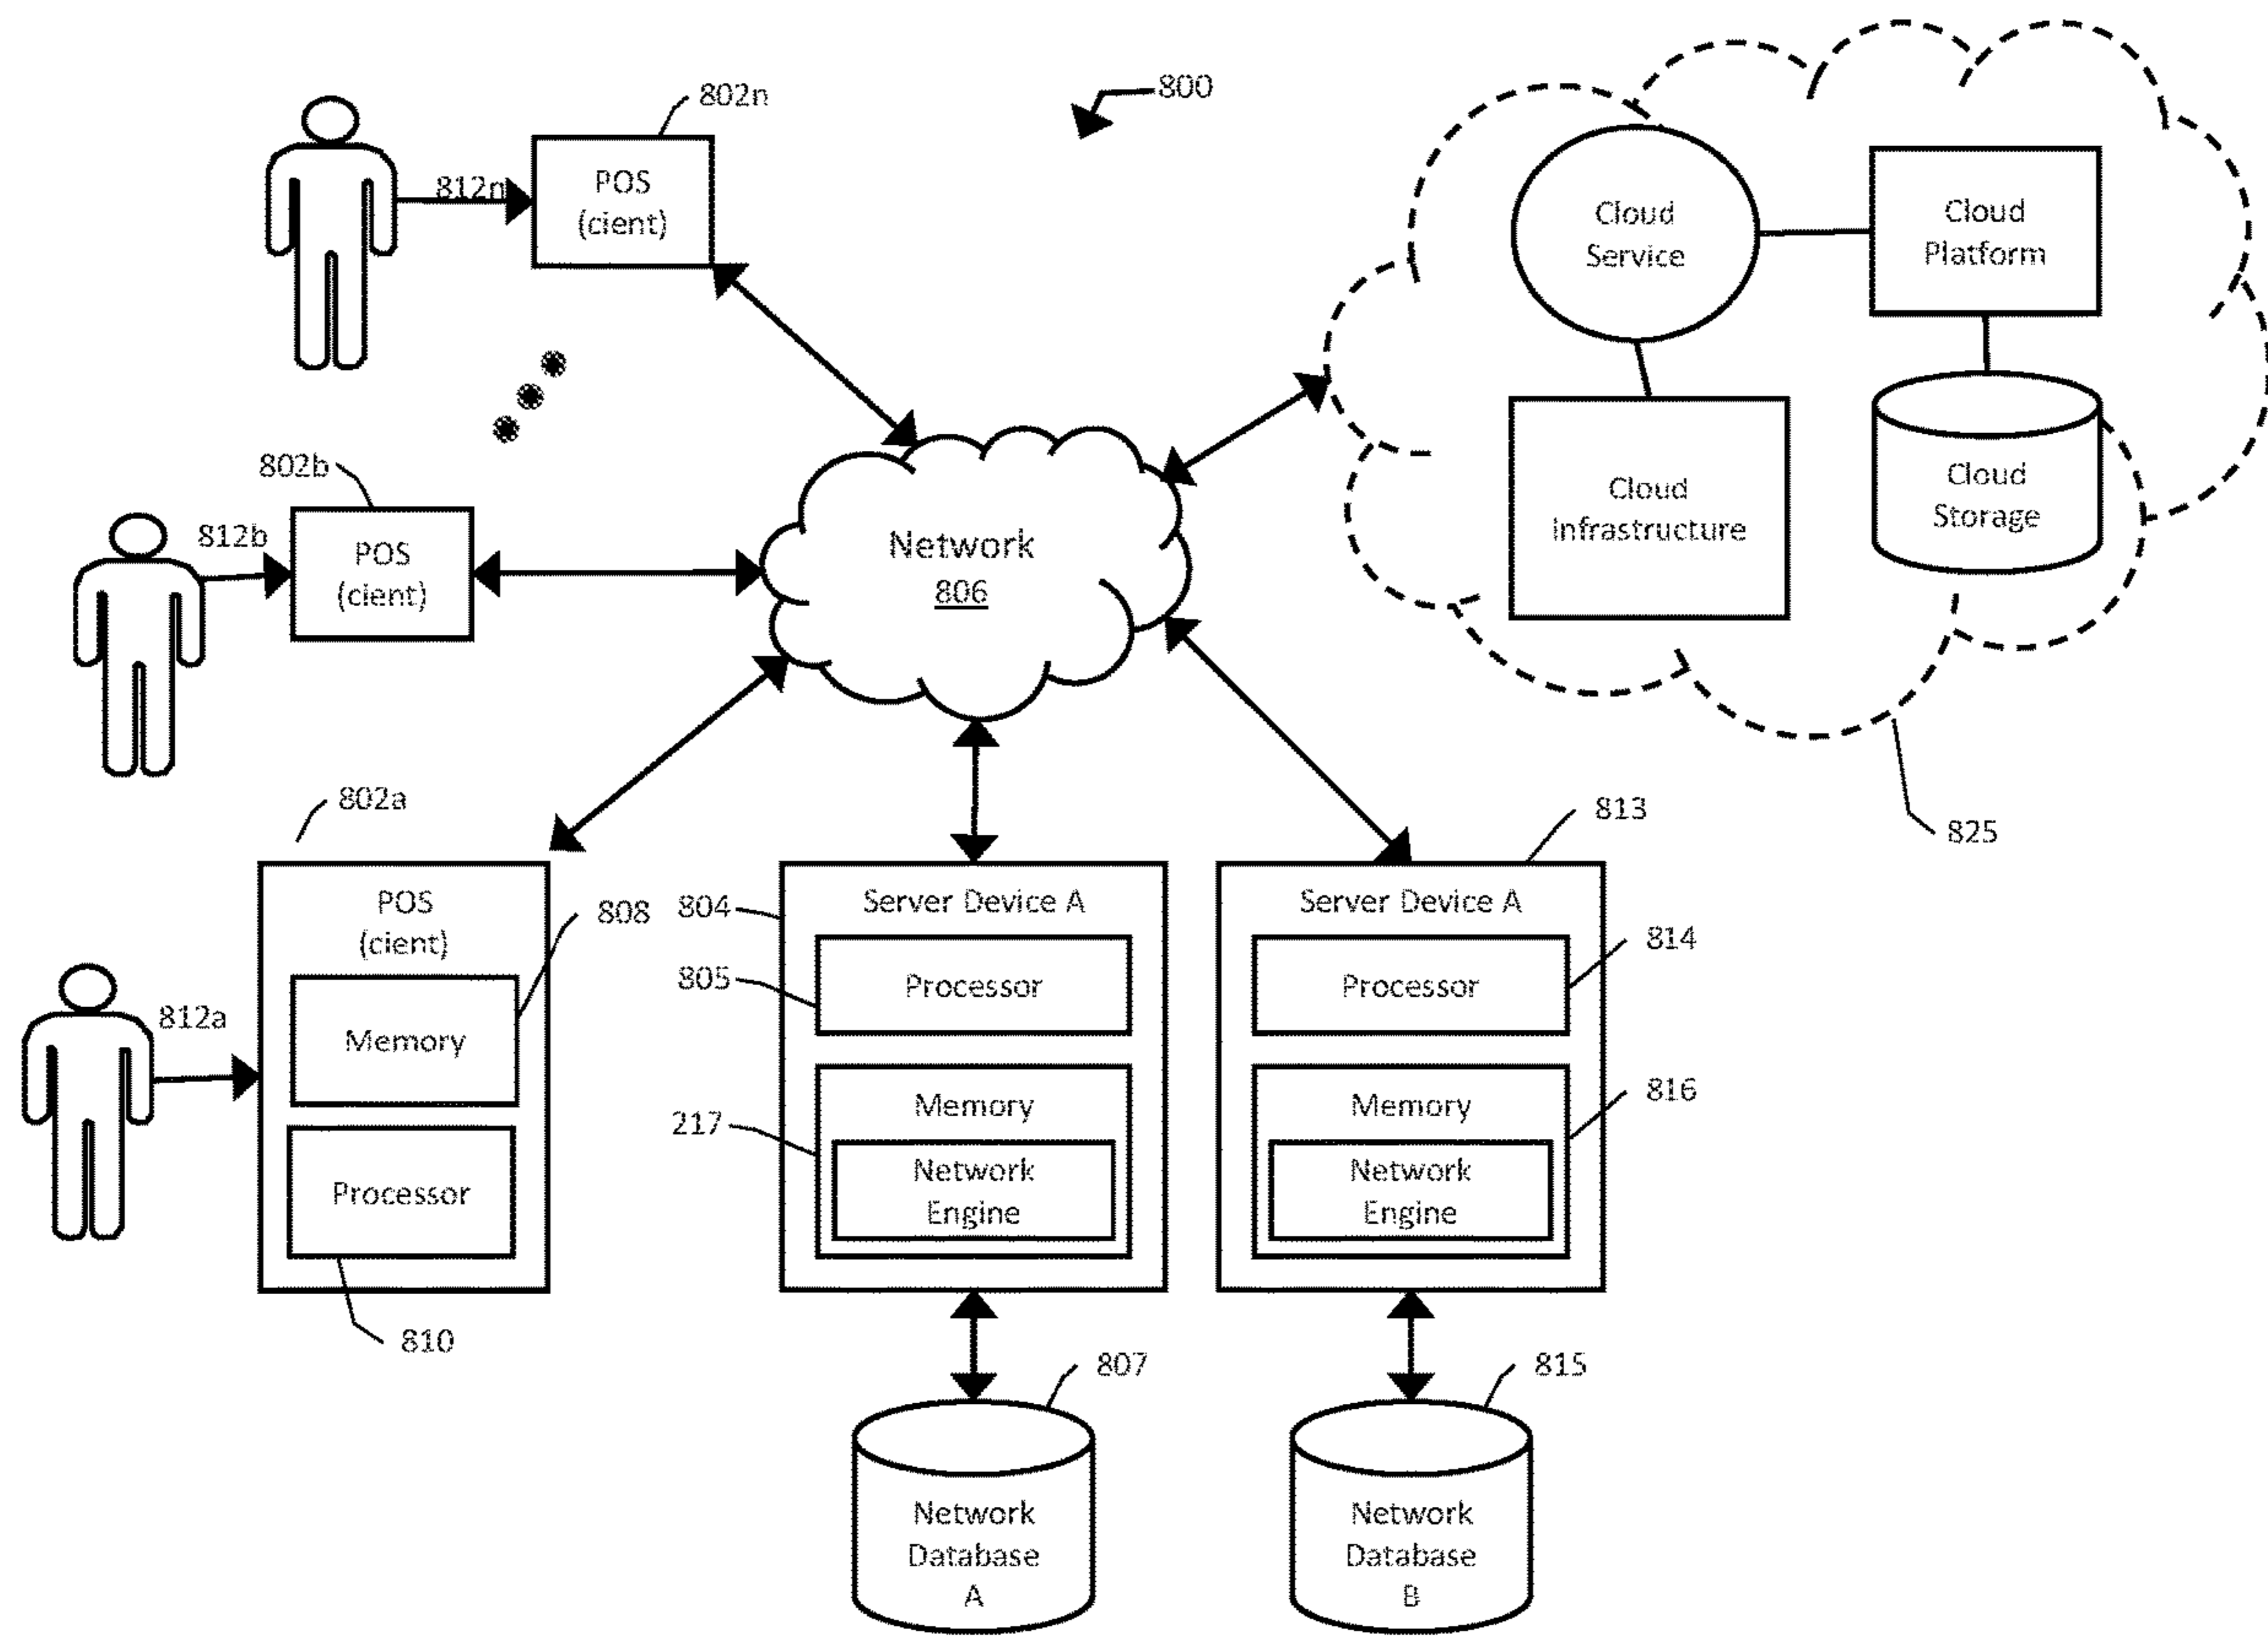 800
802n
812n
POS
(cient)
Cloud
Service
Cloud
Platform
Cloud
Infrastructure
Cloud
Storage
825
802b
812b
POS
(cient)
Network
806
802a
812a
POS
(cient)
808
Memory
Processor
810
804
Server Device A
805
Processor
217
Memory
Network
Engine
813
Server Device A
814
Processor
816
Memory
Network
Engine
807
Network
Database
A
815
Network
Database
B